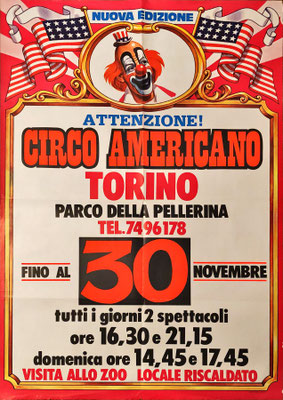 NUOVA EDIZIONE
ATTENZIONE!
CIRCO AMERICANO
TORINO
PARCO DELLA PELLERINA
TEL. 7496178
FINO AL 30 NOVEMBRE
tutti i giorni 2 spettacoli
ore 16,30 e 21,15
domenica ore 14,45 e 17,45
VISITA ALLO ZOO LOCALE RISCALDATO